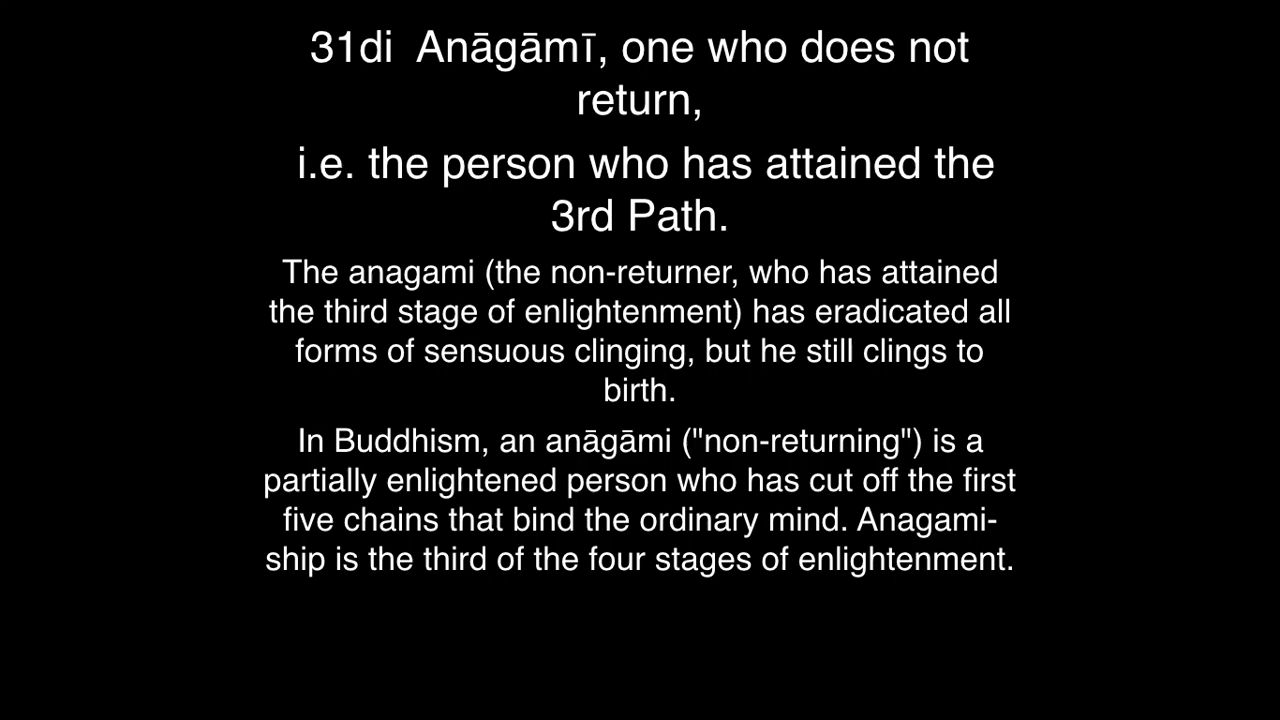 31di  Anāgāmī, one who does not
return,
i.e. the person who has attained the
3rd Path.
The anagami (the non-returner, who has attained
the third stage of enlightenment) has eradicated all
forms of sensuous clinging, but he still clings to
birth.
In Buddhism, an anāgāmi ("non-returning") is a
partially enlightened person who has cut off the first
five chains that bind the ordinary mind. Anagami-
ship is the third of the four stages of enlightenment.